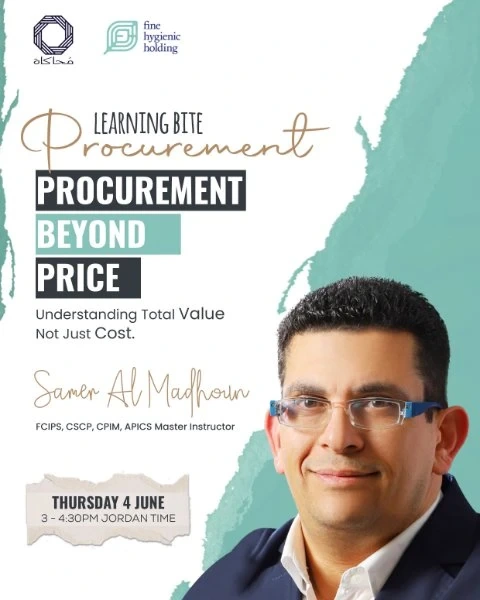 محاكاة
fine
hygienic
holding
LEARNING BITE
Procurement
PROCUREMENT
BEYOND
PRICE
Understanding Total Value
Not Just Cost.
Samer Al Madhoun
FCIPS, CSCP, CPIM, APICS Master Instructor
THURSDAY 4 JUNE
3 - 4:30PM JORDAN TIME